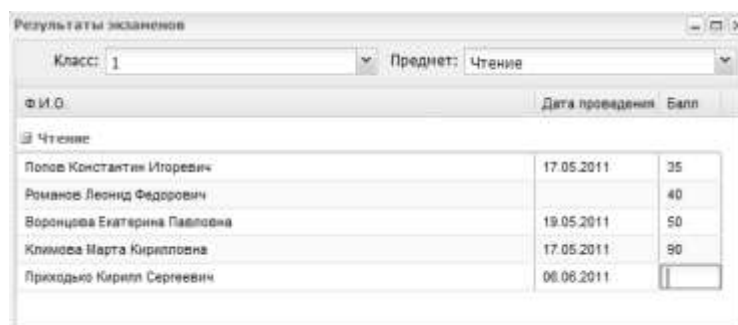 Результаты экзаменов
Класс: 1 Предмет: Чтение
Ф.И.О. Дата проведения Балл
Чтение
Попов Константин Игоревич 17.05.2011 35
Романов Леонид Федорович 40
Воронцова Екатерина Павловна 19.05.2011 50
Климова Марта Кирилловна 17.05.2011 90
Приходько Кирилл Сергеевич 06.06.2011